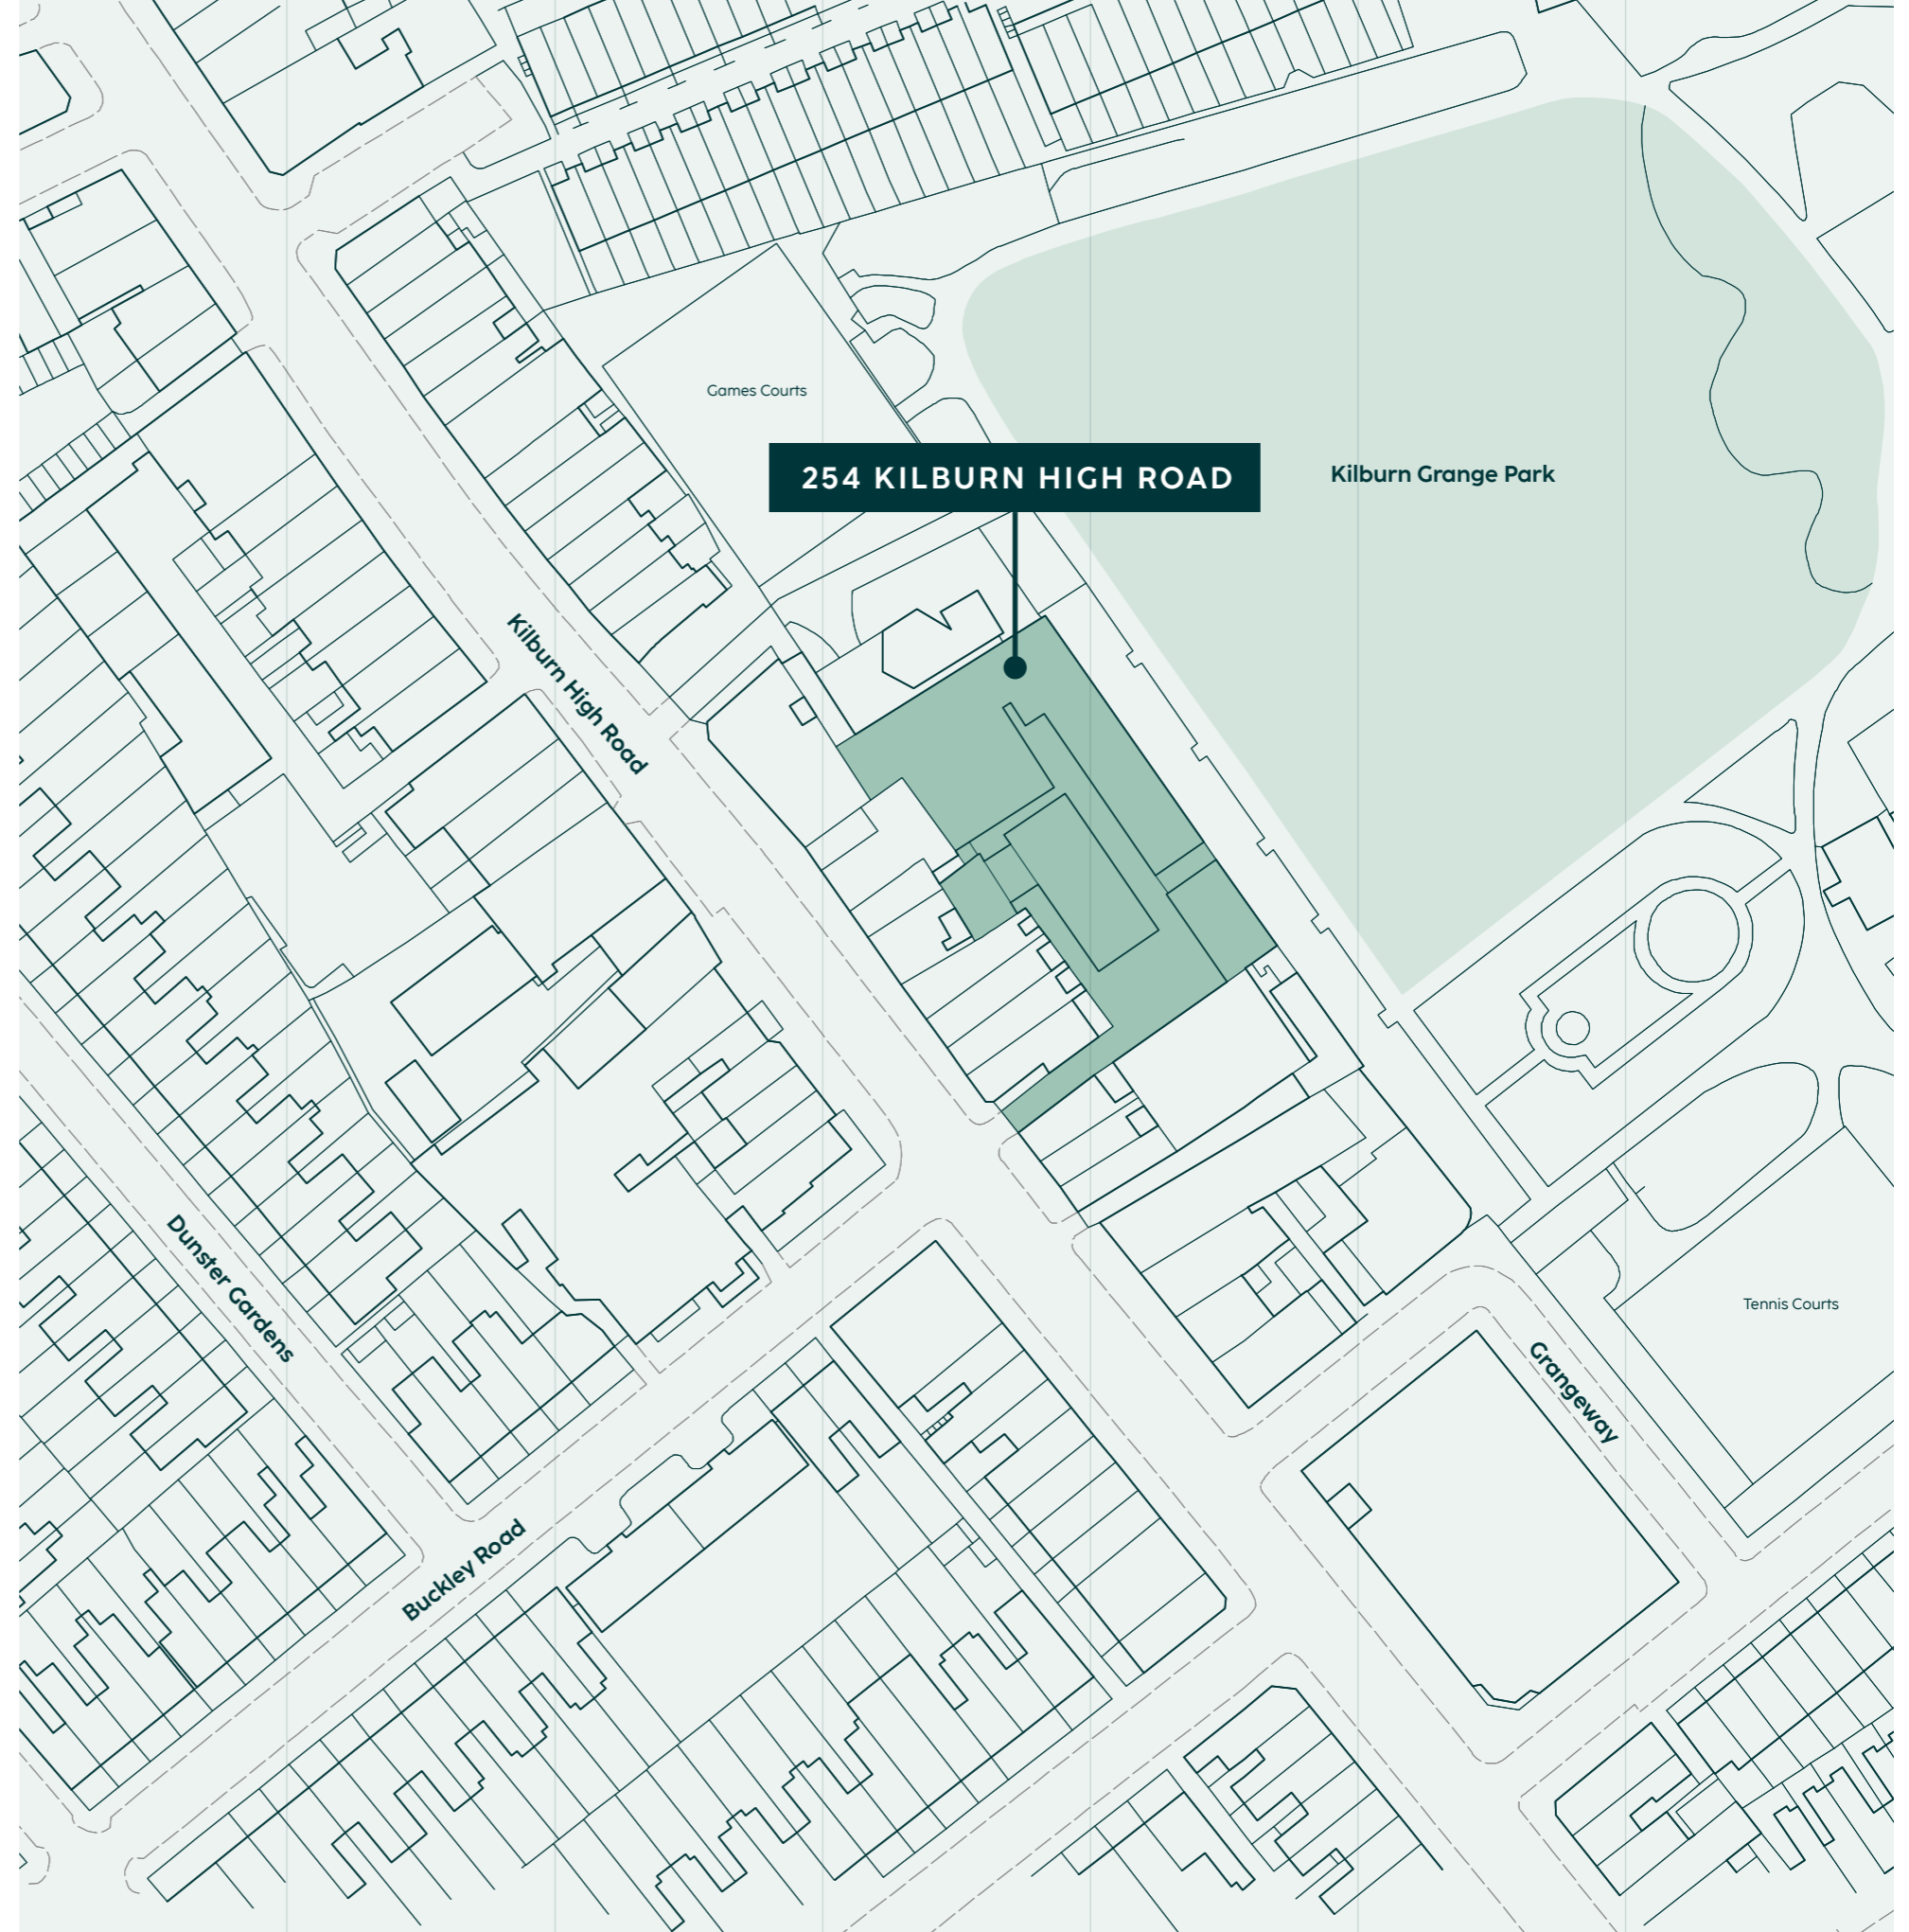 Games Courts
254 KILBURN HIGH ROAD
Kilburn Grange Park
Kilburn High Road
Dunster Gardens
Tennis Courts
Grangeway
Buckley Road